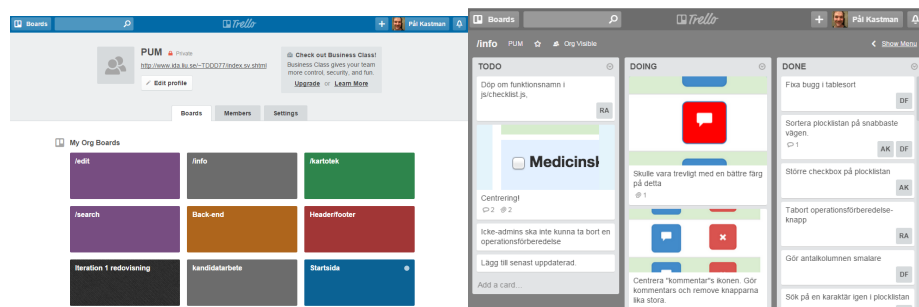 Boards
Trello
Pål Kastman
PUM Private
http://www.ida.liu.se/~TDDD77/index.sv.shtml
Edit profile
Check out Business Class!
Business Class gives your team
more control, security, and fun.
Upgrade or Learn More
Boards Members Settings
My Org Boards
/edit
/info
/kartotek
/search
Back-end
Header/footer
Iteration 1 redovisning
kandidatarbete
Startsida
Boards
Trello
Pål Kastman
/info PUM Org Visible
Show Menu
TODO
Döp om funktionsnamn i
js/checklist.js,
RA
Medicinsk
Centrering!
2 2
Icke-admins ska inte kunna ta bort en
operationsförberedelse
Lägg till senast uppdaterad.
Add a card...
DOING
Skulle vara trevligt med en bättre färg
på detta
1
Centrera "kommentar"s ikonen. Gör
kommentars och remove knapparna
lika stora.
DONE
Fixa bugg i tablesort
DF
Sortera plocklistan på snabbaste
vägen.
1
AK DF
Större checkbox på plocklistan
AK
Tabort operationsförberedelse-
knapp
RA
Gör antalkolumnen smalare
DF
Sök på en karaktär igen i plocklistan